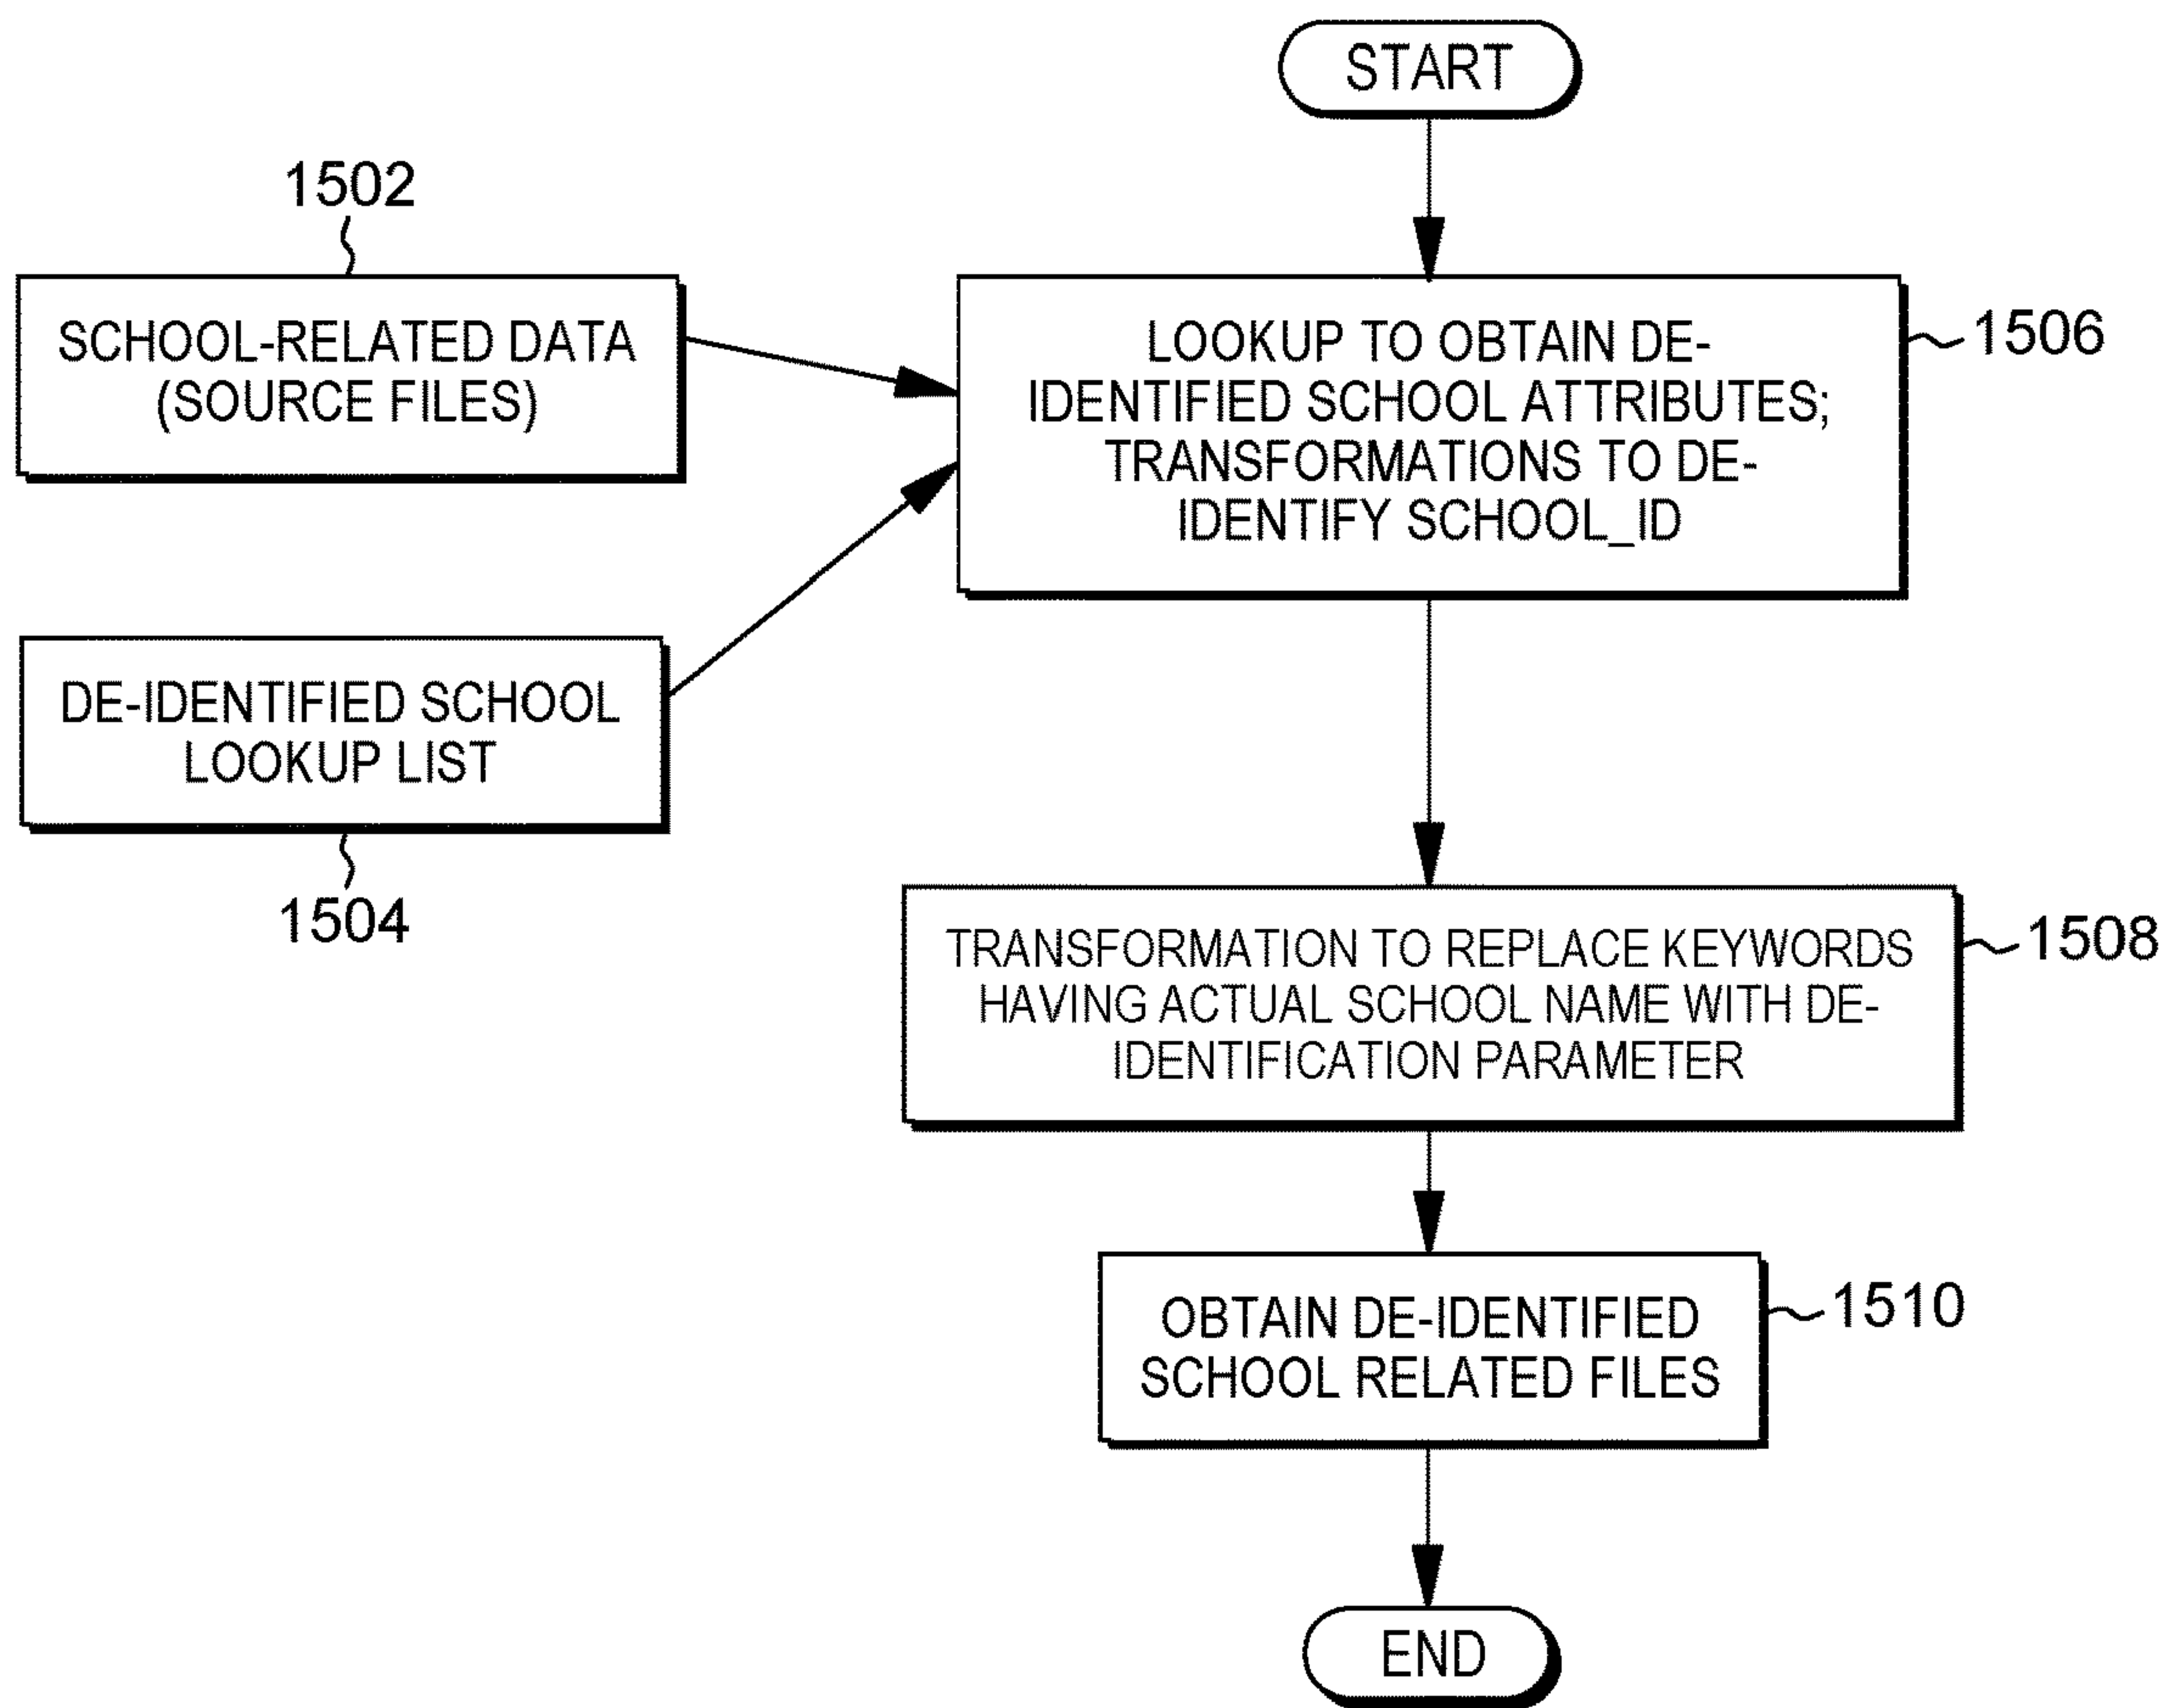 START
1502
SCHOOL-RELATED DATA
(SOURCE FILES)
LOOKUP TO OBTAIN DE-
IDENTIFIED SCHOOL ATTRIBUTES;
TRANSFORMATIONS TO DE-
IDENTIFY SCHOOL_ID
1506
DE-IDENTIFIED SCHOOL
LOOKUP LIST
1504
TRANSFORMATION TO REPLACE KEYWORDS
HAVING ACTUAL SCHOOL NAME WITH DE-
IDENTIFICATION PARAMETER
1508
OBTAIN DE-IDENTIFIED
SCHOOL RELATED FILES
1510
END